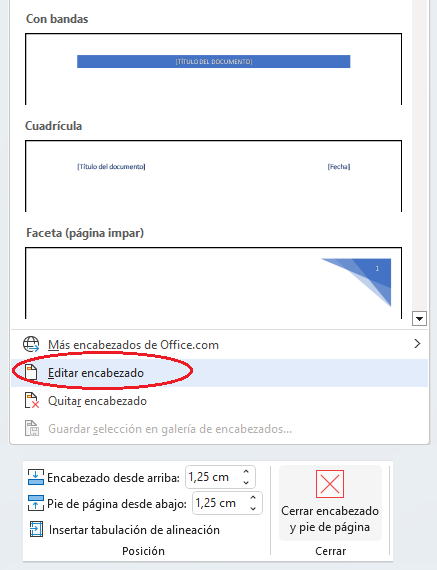 Con bandas
[TÍTULO DEL DOCUMENTO]
Cuadrícula
[Título del documento] [Fecha]
Faceta (página impar)
1
Más encabezados de Office.com
Editar encabezado
Quitar encabezado
Guardar selección en galería de encabezados...
Encabezado desde arriba: 1,25 cm
Pie de página desde abajo: 1,25 cm
Insertar tabulación de alineación
Posición
Cerrar encabezado
y pie de página
Cerrar